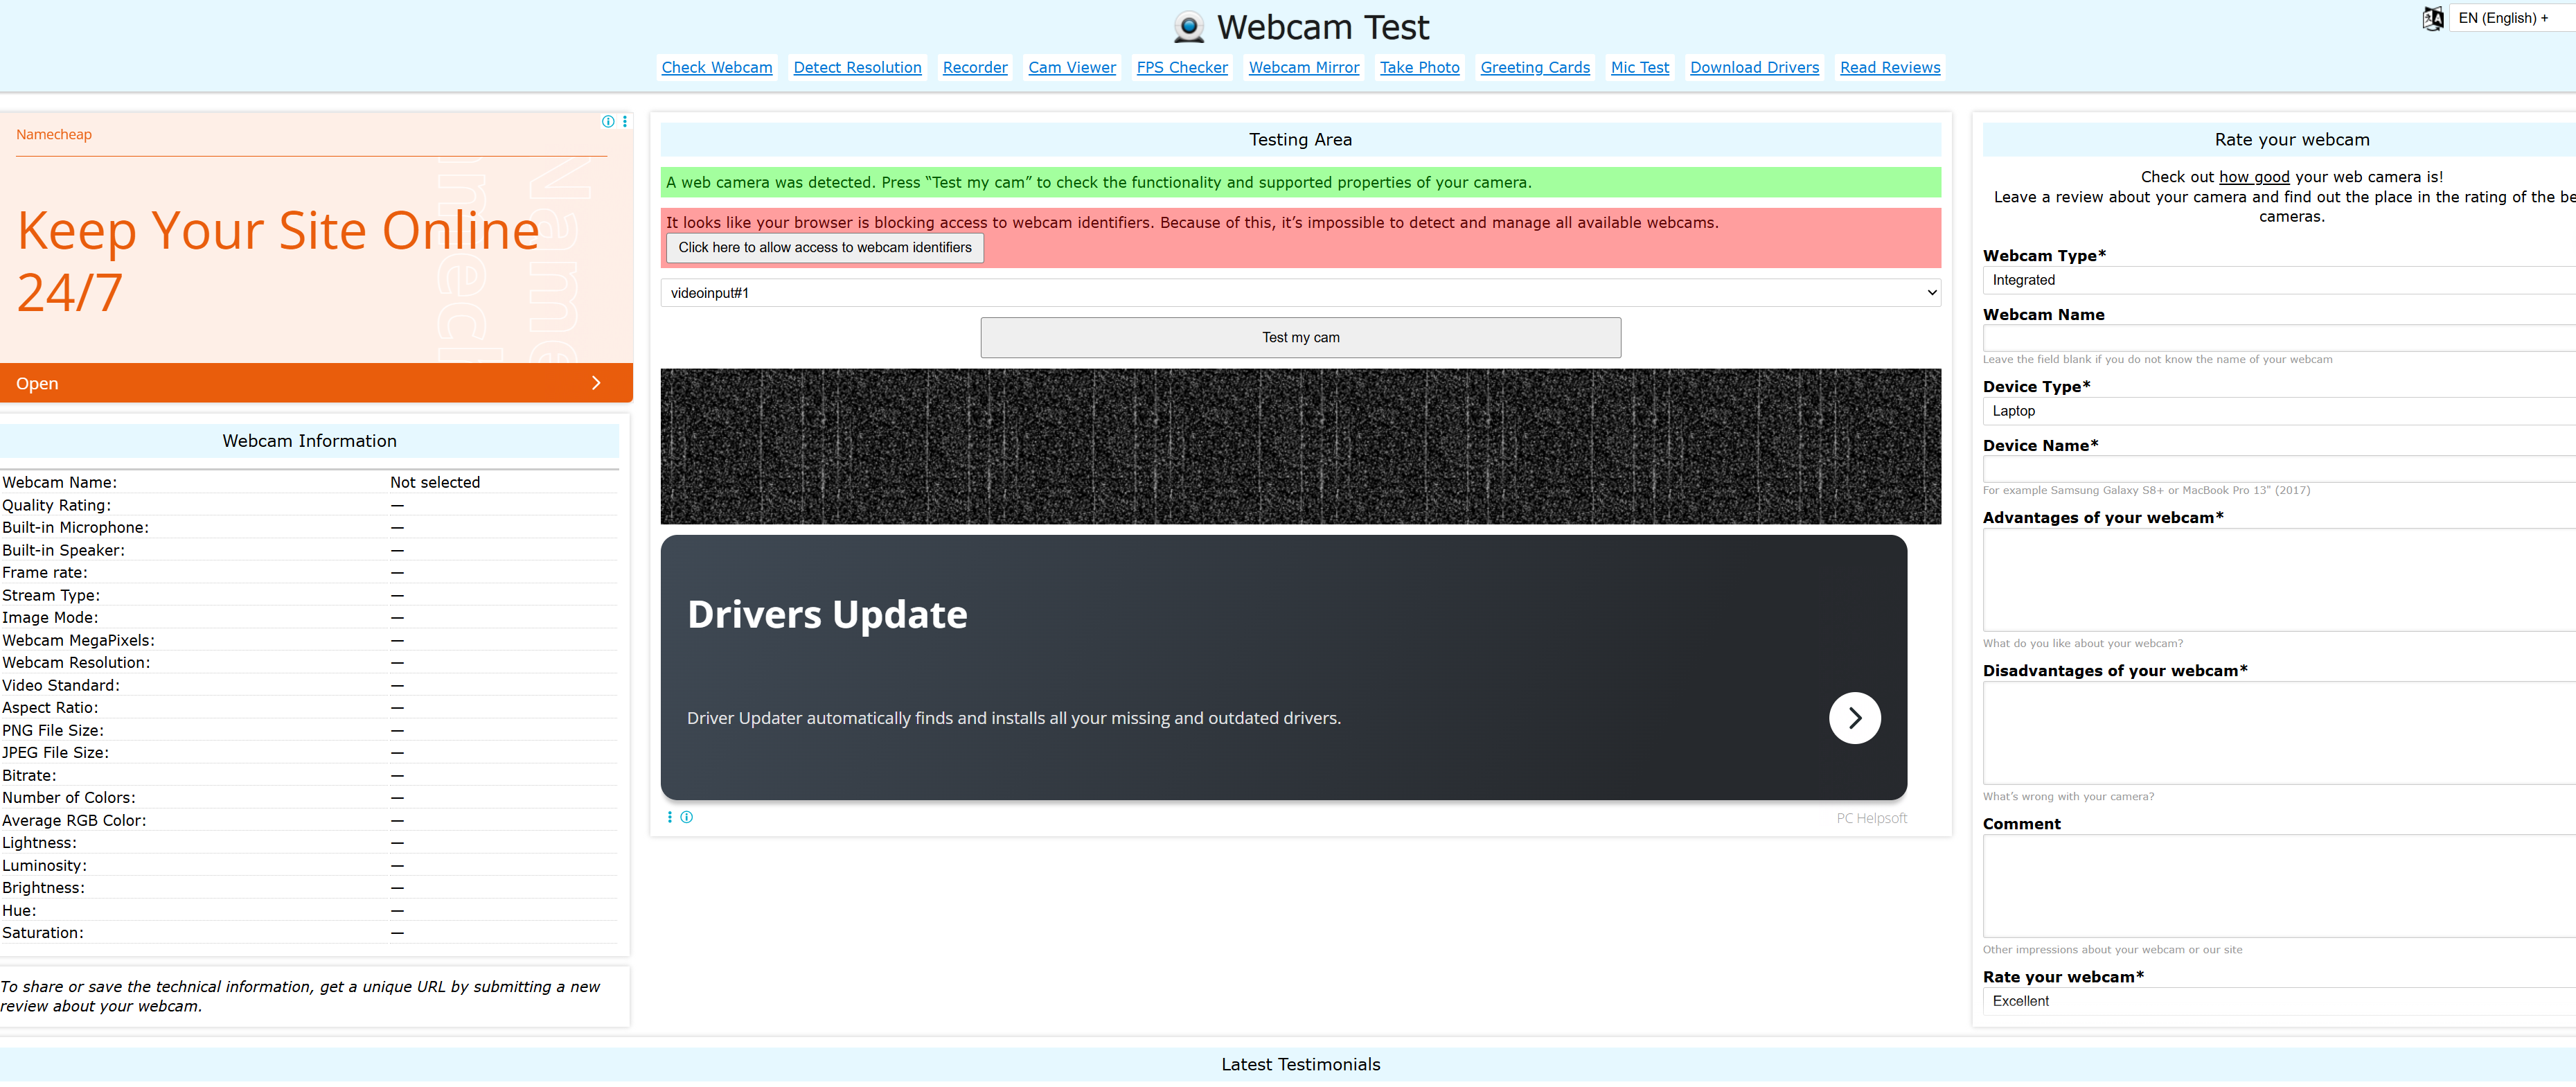 Webcam Test
EN (English) +
Check Webcam
Detect Resolution
Recorder
Cam Viewer
FPS Checker
Webcam Mirror
Take Photo
Greeting Cards
Mic Test
Download Drivers
Read Reviews
Namecheap
Keep Your Site Online
24/7
Open
Webcam Information
Webcam Name: Not selected
Quality Rating: —
Built-in Microphone: —
Built-in Speaker: —
Frame rate: —
Stream Type: —
Image Mode: —
Webcam MegaPixels: —
Webcam Resolution: —
Video Standard: —
Aspect Ratio: —
PNG File Size: —
JPEG File Size: —
Bitrate: —
Number of Colors: —
Average RGB Color: —
Lightness: —
Luminosity: —
Brightness: —
Hue: —
Saturation: —
To share or save the technical information, get a unique URL by submitting a new
review about your webcam.
Testing Area
A web camera was detected. Press “Test my cam” to check the functionality and supported properties of your camera.
It looks like your browser is blocking access to webcam identifiers. Because of this, it’s impossible to detect and manage all available webcams.
Click here to allow access to webcam identifiers
videoinput#1
Test my cam
Drivers Update
Driver Updater automatically finds and installs all your missing and outdated drivers.
PC Helpsoft
Rate your webcam
Check out how good your web camera is!
Leave a review about your camera and find out the place in the rating of the be
cameras.
Webcam Type*
Integrated
Webcam Name
Leave the field blank if you do not know the name of your webcam
Device Type*
Laptop
Device Name*
For example Samsung Galaxy S8+ or MacBook Pro 13" (2017)
Advantages of your webcam*
What do you like about your webcam?
Disadvantages of your webcam*
What’s wrong with your camera?
Comment
Other impressions about your webcam or our site
Rate your webcam*
Excellent
Latest Testimonials